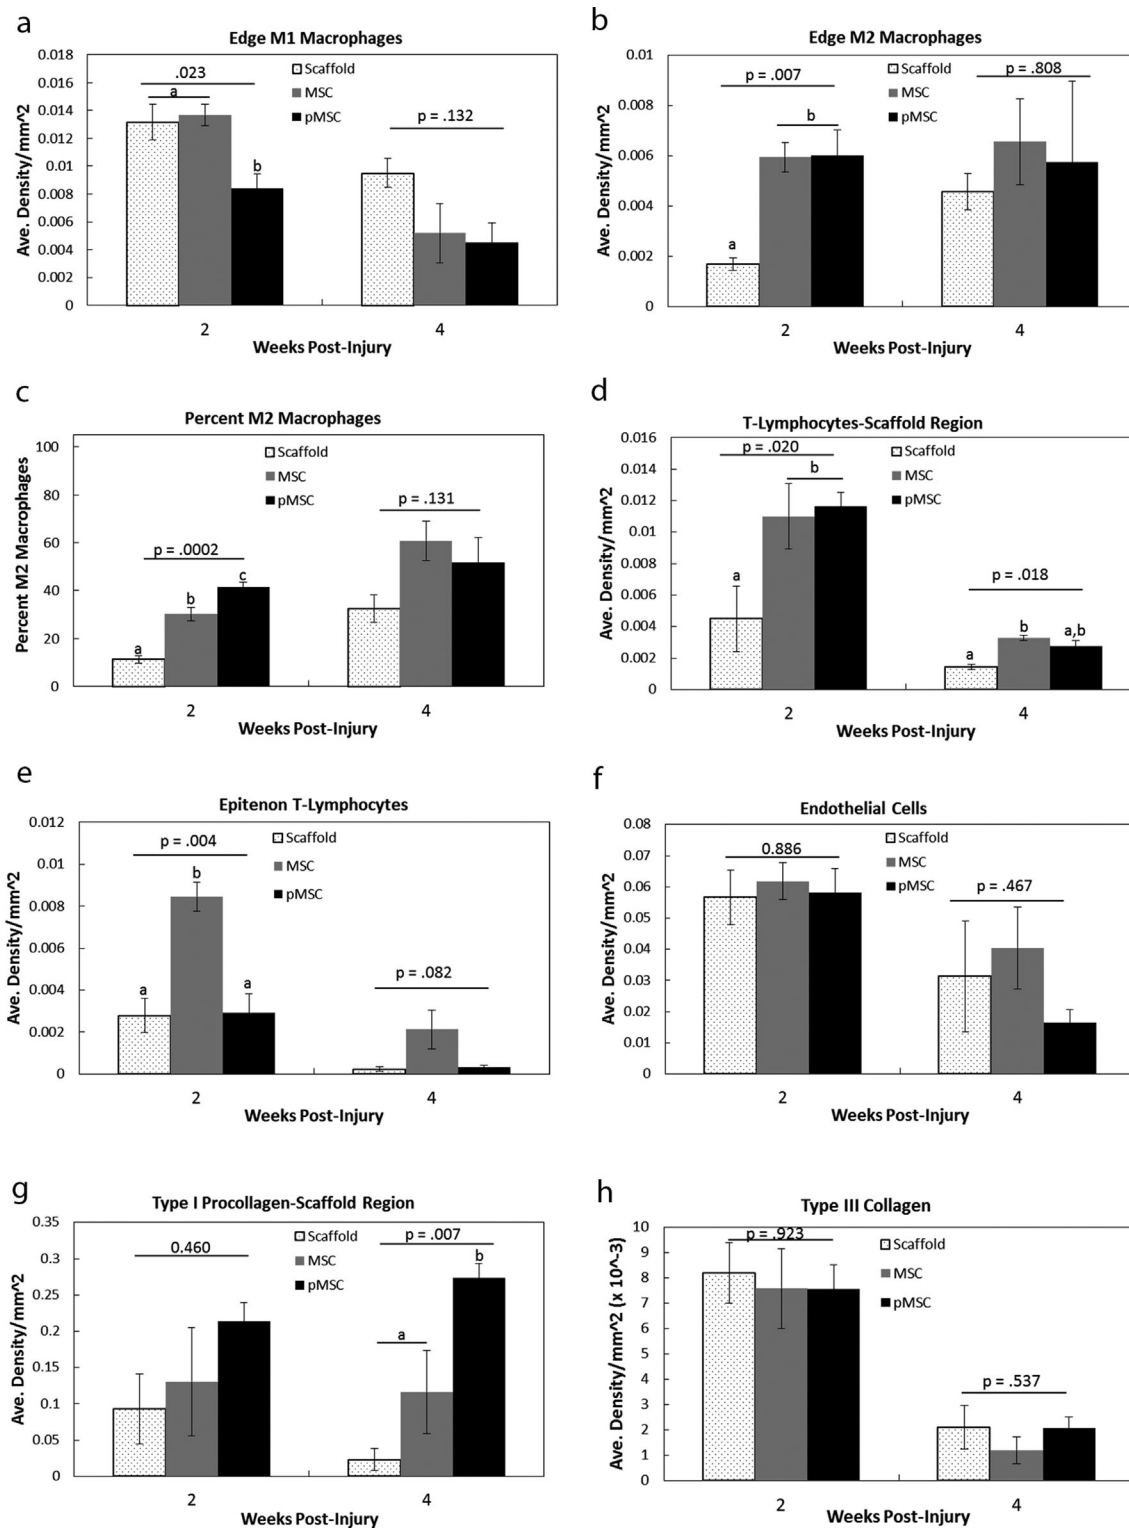 a
Edge M1 Macrophages
Ave. Density/mm^2
0.018
0.016
0.014
0.012
0.01
0.008
0.006
0.004
0.002
0
Scaffold
MSC
pMSC
.023
a
b
p = .132
2
4
Weeks Post-Injury
b
Edge M2 Macrophages
Ave. Density/mm^2
0.01
0.008
0.006
0.004
0.002
0
Scaffold
MSC
pMSC
p = .007
b
a
p = .808
2
4
Weeks Post-Injury
c
Percent M2 Macrophages
Percent M2 Macrophages
100
80
60
40
20
0
Scaffold
MSC
pMSC
p = .0002
a
b
c
p = .131
2
4
Weeks Post-Injury
d
T-Lymphocytes-Scaffold Region
Ave. Density/mm^2
0.016
0.014
0.012
0.01
0.008
0.006
0.004
0.002
0
Scaffold
MSC
pMSC
p = .020
b
a
p = .018
a
b
a,b
2
4
Weeks Post-Injury
e
Epitenon T-Lymphocytes
Ave. Density/mm^2
0.012
0.01
0.008
0.006
0.004
0.002
0
Scaffold
MSC
pMSC
p = .004
a
b
a
p = .082
2
4
Weeks Post-Injury
f
Endothelial Cells
Ave. Density/mm^2
0.08
0.07
0.06
0.05
0.04
0.03
0.02
0.01
0
Scaffold
MSC
pMSC
0.886
p = .467
2
4
Weeks Post-Injury
g
Type I Procollagen-Scaffold Region
Ave. Density/mm^2
0.35
0.3
0.25
0.2
0.15
0.1
0.05
0
Scaffold
MSC
pMSC
0.460
p = .007
a
b
2
4
Weeks Post-Injury
h
Type III Collagen
Ave. Density/mm^2 (x 10^-3)
10
9
8
7
6
5
4
3
2
1
0
Scaffold
MSC
pMSC
p = .923
p = .537
2
4
Weeks Post-Injury